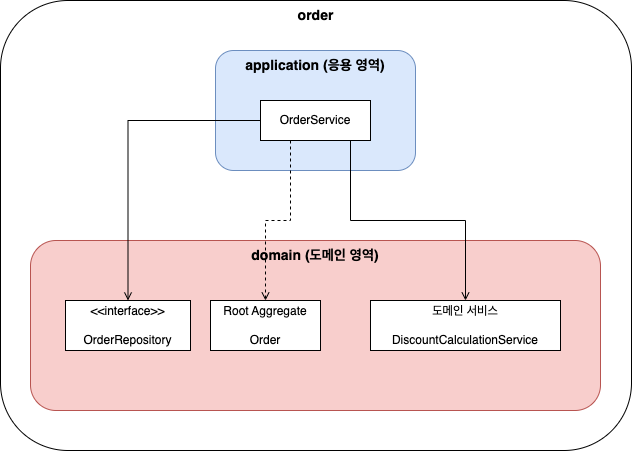 order
application (응용 영역)
OrderService
domain (도메인 영역)
<<interface>>
OrderRepository
Root Aggregate
Order
도메인 서비스
DiscountCalculationService